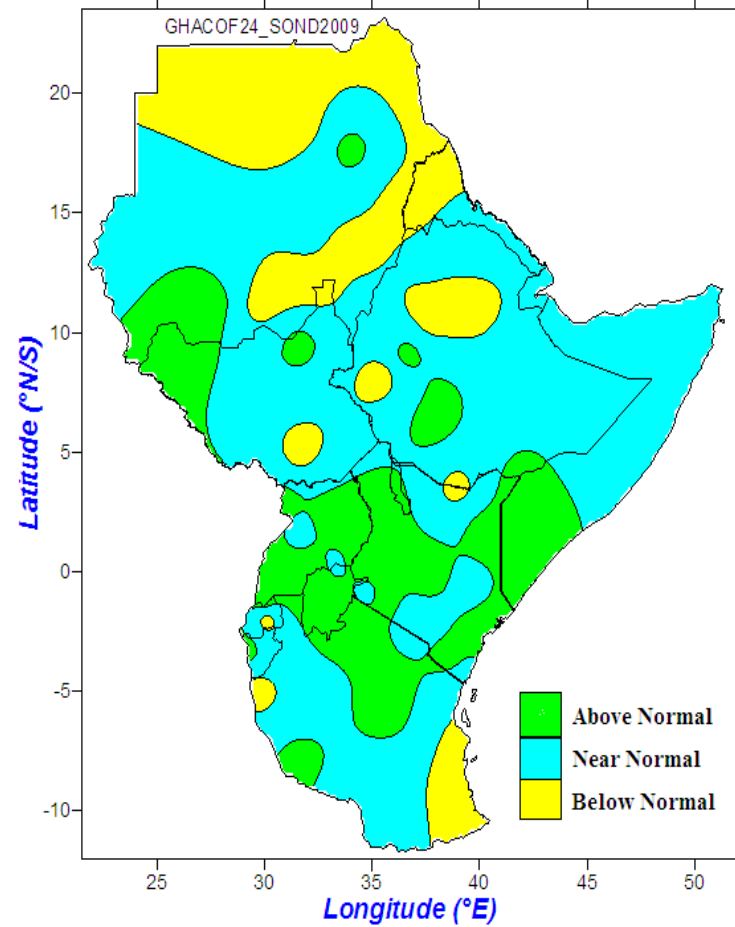 GHACOF24_SOND2009
20
15
10
5
0
-5
-10
Latitude (°N/S)
25
30
35
40
45
50
Longitude (°E)
Above Normal
Near Normal
Below Normal